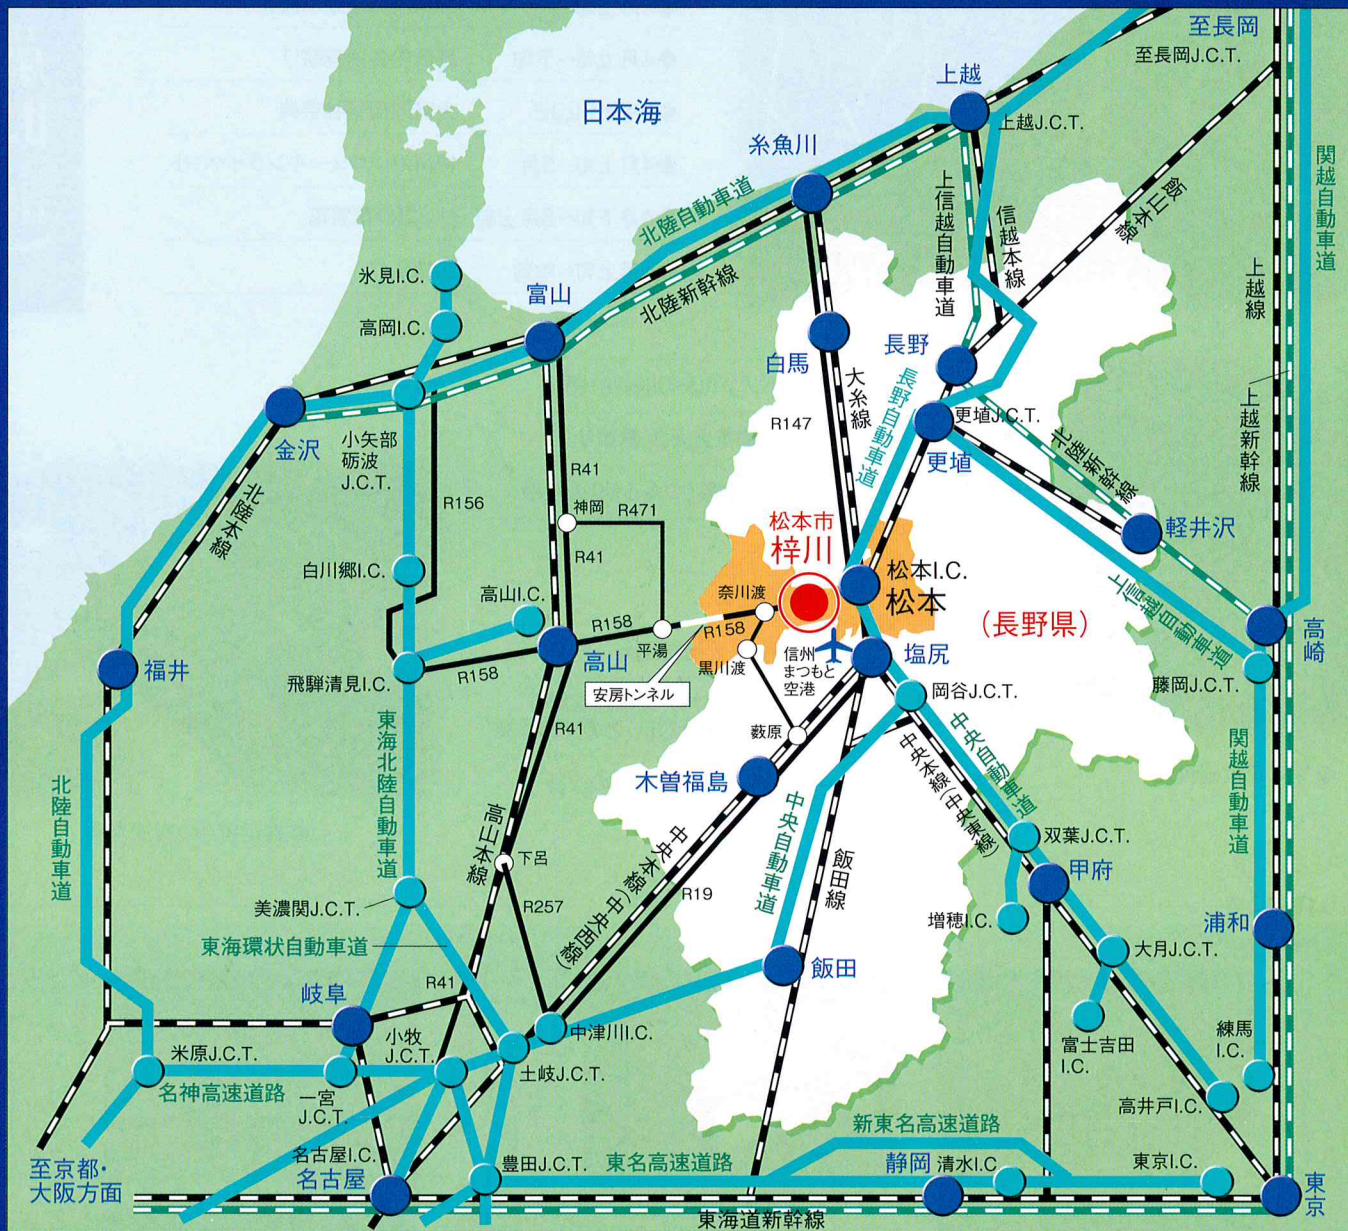 至長岡
至長岡J.C.T.
日本海
上越
上越J.C.T.
糸魚川
北陸自動車道
上信越自動車道
信越本線
飯山本線
関越自動車道
上越線
氷見I.C.
富山
北陸新幹線
高岡I.C.
白馬
長野
大糸線
長野自動車道
R147
上越新幹線
金沢
小矢部
砺波
J.C.T.
更埴J.C.T.
更埴
北陸新幹線
北陸本線
R41
R156
神岡
R471
松本市
梓川
軽井沢
R41
白川郷I.C.
高山I.C.
奈川渡
松本I.C.
松本
(長野県)
上信越自動車道
高崎
R158
R158
平湯
黒川渡
信州
まつもと
空港
塩尻
福井
高山
飛騨清見I.C.
R158
安房トンネル
岡谷J.C.T.
藤岡J.C.T.
R41
薮原
東海北陸自動車道
中央自動車道
中央本線(中央東線)
関越自動車道
北陸自動車道
木曽福島
高山本線
中央本線(中央西線)
中央自動車道
飯田線
双葉J.C.T.
下呂
甲府
R19
美濃関J.C.T.
R257
増穂I.C.
浦和
東海環状自動車道
大月J.C.T.
飯田
岐阜
R41
小牧
J.C.T.
中津川I.C.
富士吉田
I.C.
練馬
I.C.
米原J.C.T.
土岐J.C.T.
名神高速道路
一宮
J.C.T.
高井戸I.C.
新東名高速道路
名古屋I.C.
名古屋
豊田J.C.T.
東名高速道路
静岡
清水I.C
東京I.C.
至京都・
大阪方面
東京
東海道新幹線